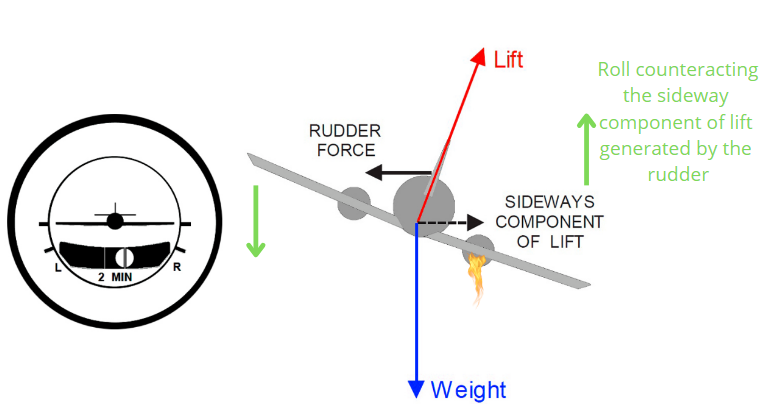 Lift
Roll counteracting
the sideway
component of lift
generated by the
rudder
RUDDER
FORCE
SIDEWAYS
COMPONENT
OF LIFT
L
R
2 MIN
Weight